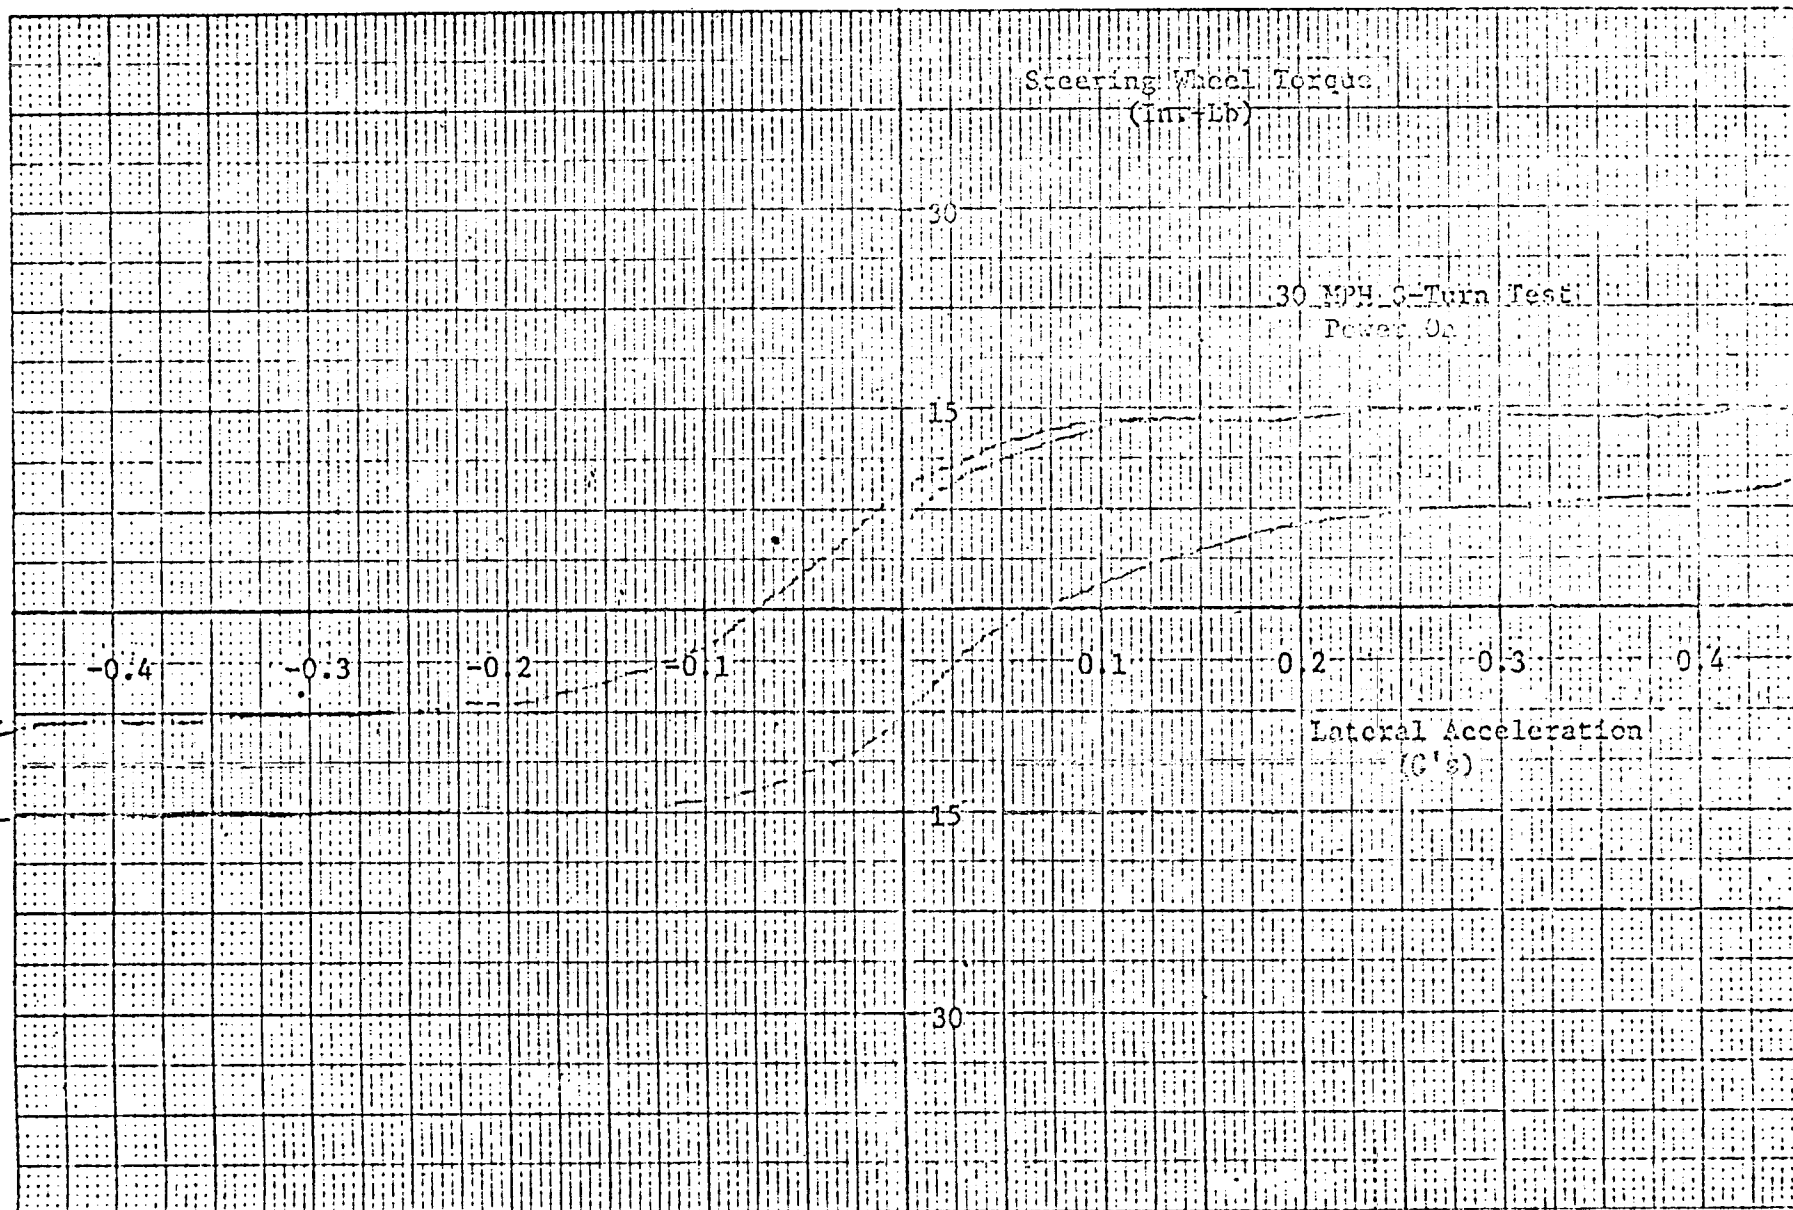 Steering Wheel Torque
(In.-Lb)
30
30 MPH S-Turn Test
Power On
15
-0.4 -0.3 -0.2 -0.1 0.1 0.2 0.3 0.4
Lateral Acceleration
(G's)
15
30